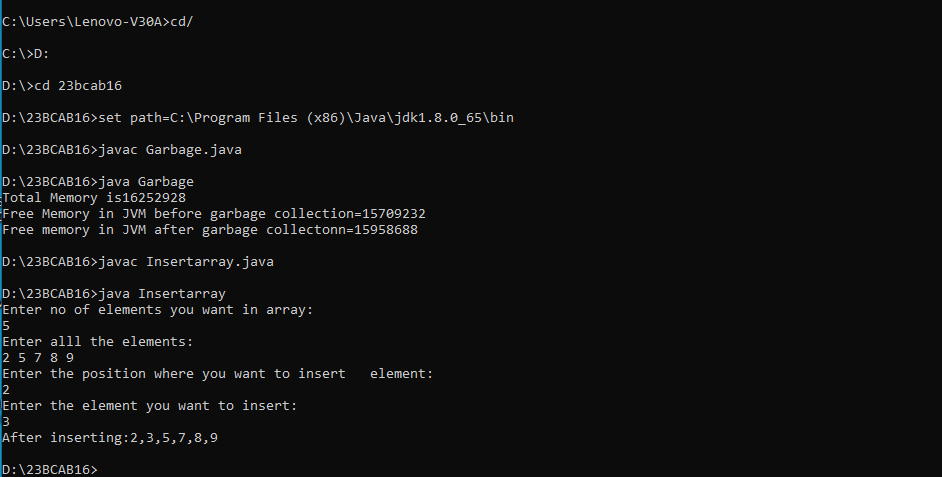 C:\Users\Lenovo-V30A>cd/
C:\>D:
D:\>cd 23bcab16
D:\23BCAB16>set path=C:\Program Files (x86)\Java\jdk1.8.0_65\bin
D:\23BCAB16>javac Garbage.java
D:\23BCAB16>java Garbage
Total Memory is16252928
Free Memory in JVM before garbage collection=15709232
Free memory in JVM after garbage collectonn=15958688
D:\23BCAB16>javac Insertarray.java
D:\23BCAB16>java Insertarray
Enter no of elements you want in array:
5
Enter alll the elements:
2 5 7 8 9
Enter the position where you want to insert   element:
2
Enter the element you want to insert:
3
After inserting:2,3,5,7,8,9
D:\23BCAB16>